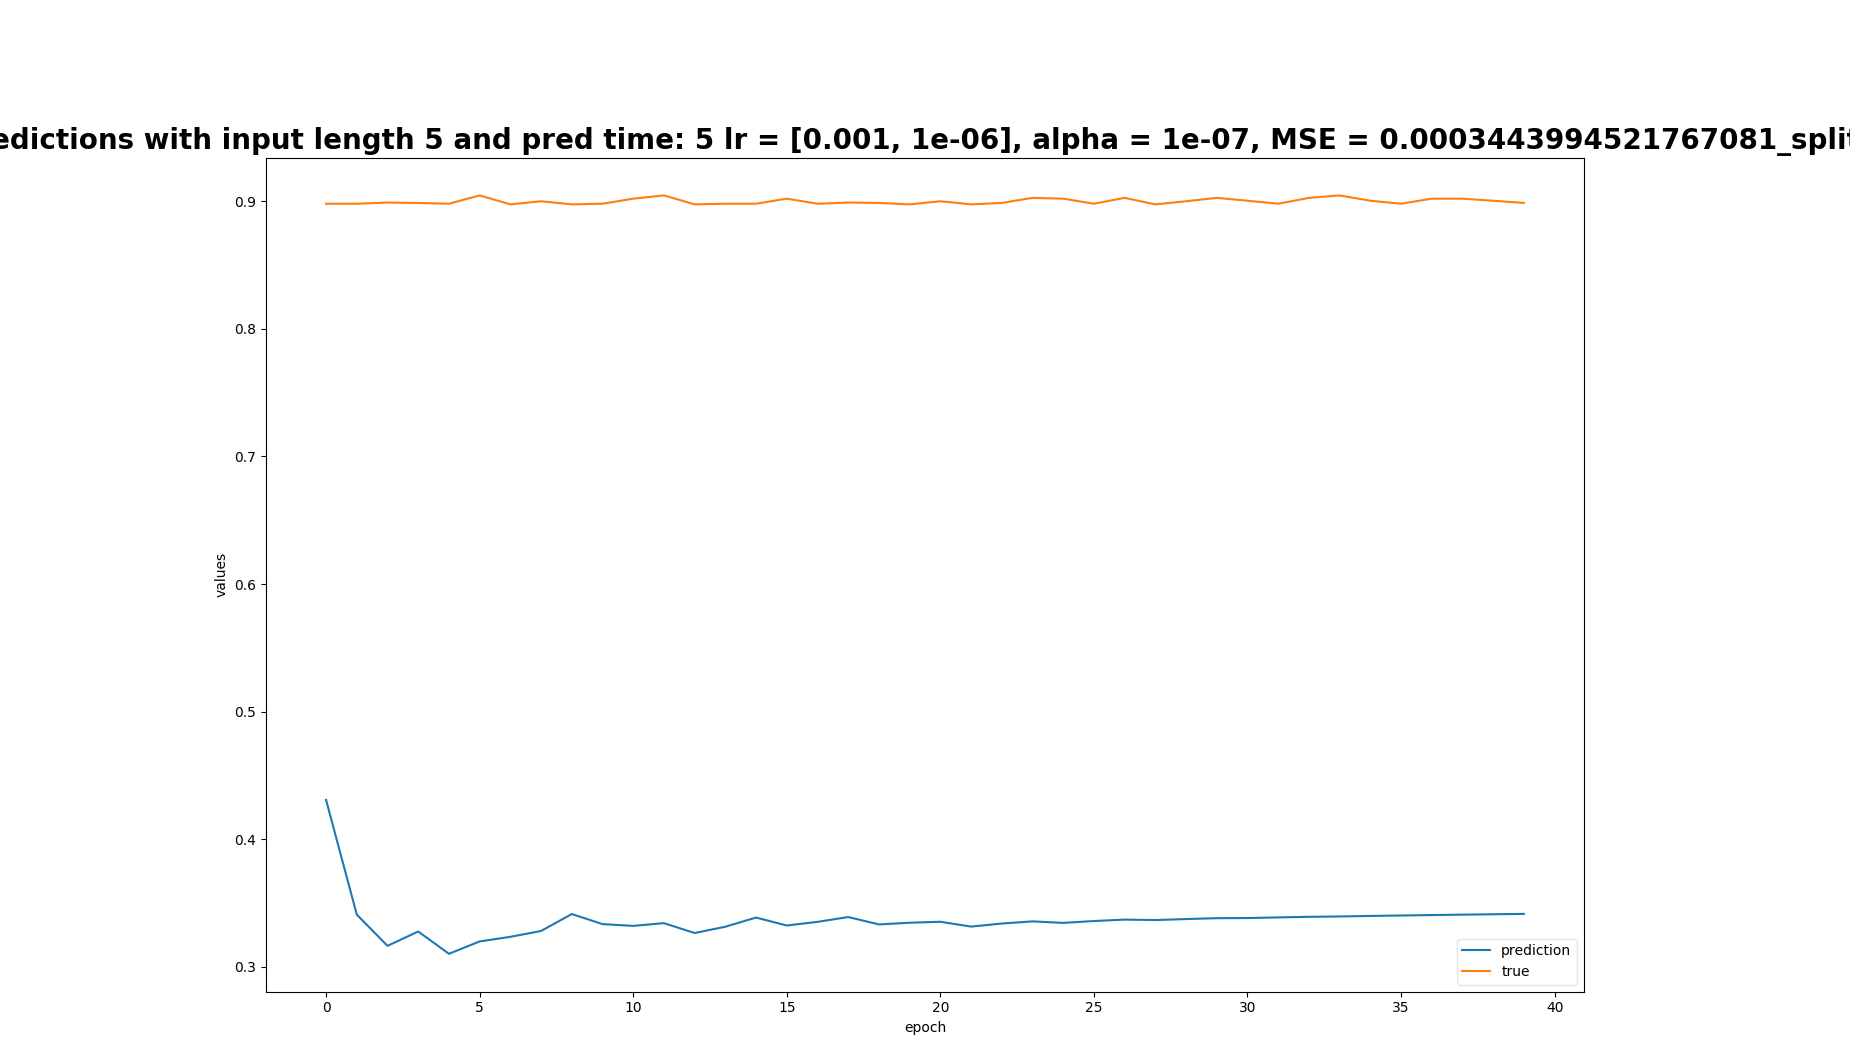 edictions with input length 5 and pred time: 5 lr = [0.001, 1e-06], alpha = 1e-07, MSE = 0.0003443994521767081_split
0.9
0.8
0.7
0.6
0.5
0.4
0.3
values
0 5 10 15 20 25 30 35 40
epoch
prediction
true